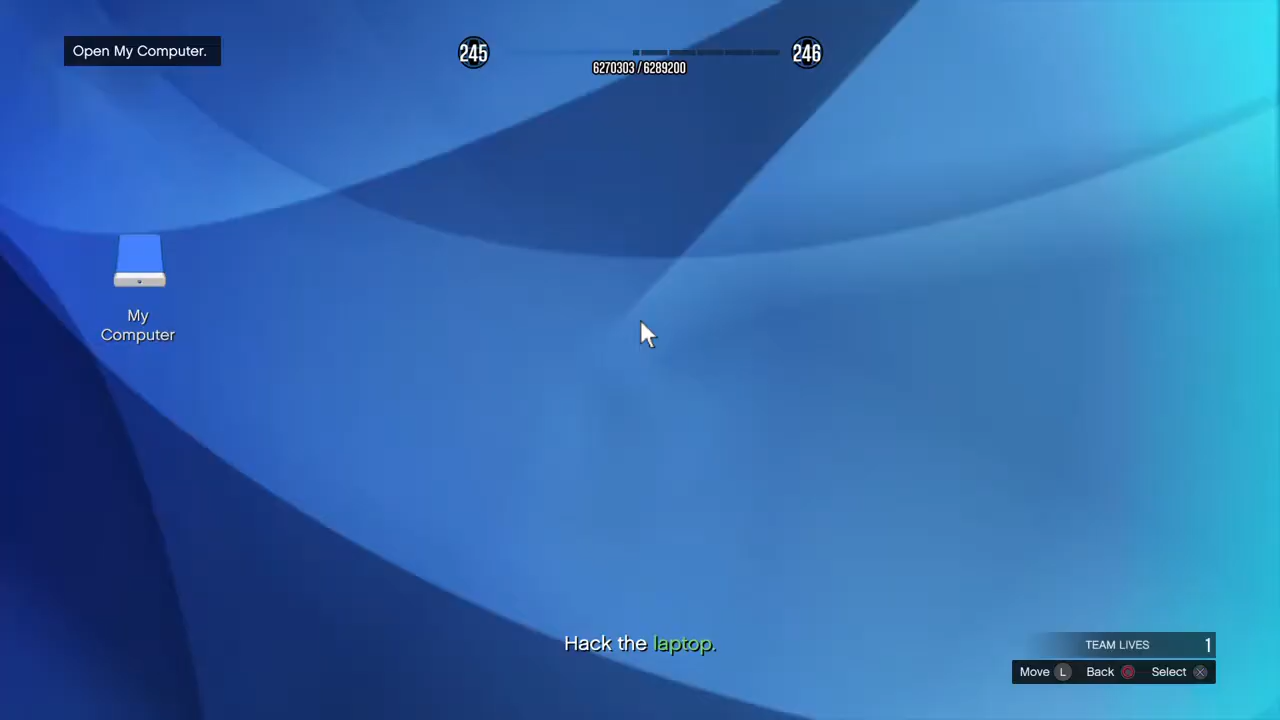 Open My Computer.
245
246
6270303 / 6289200
My
Computer
Hack the laptop.
TEAM LIVES 1
Move L Back Select